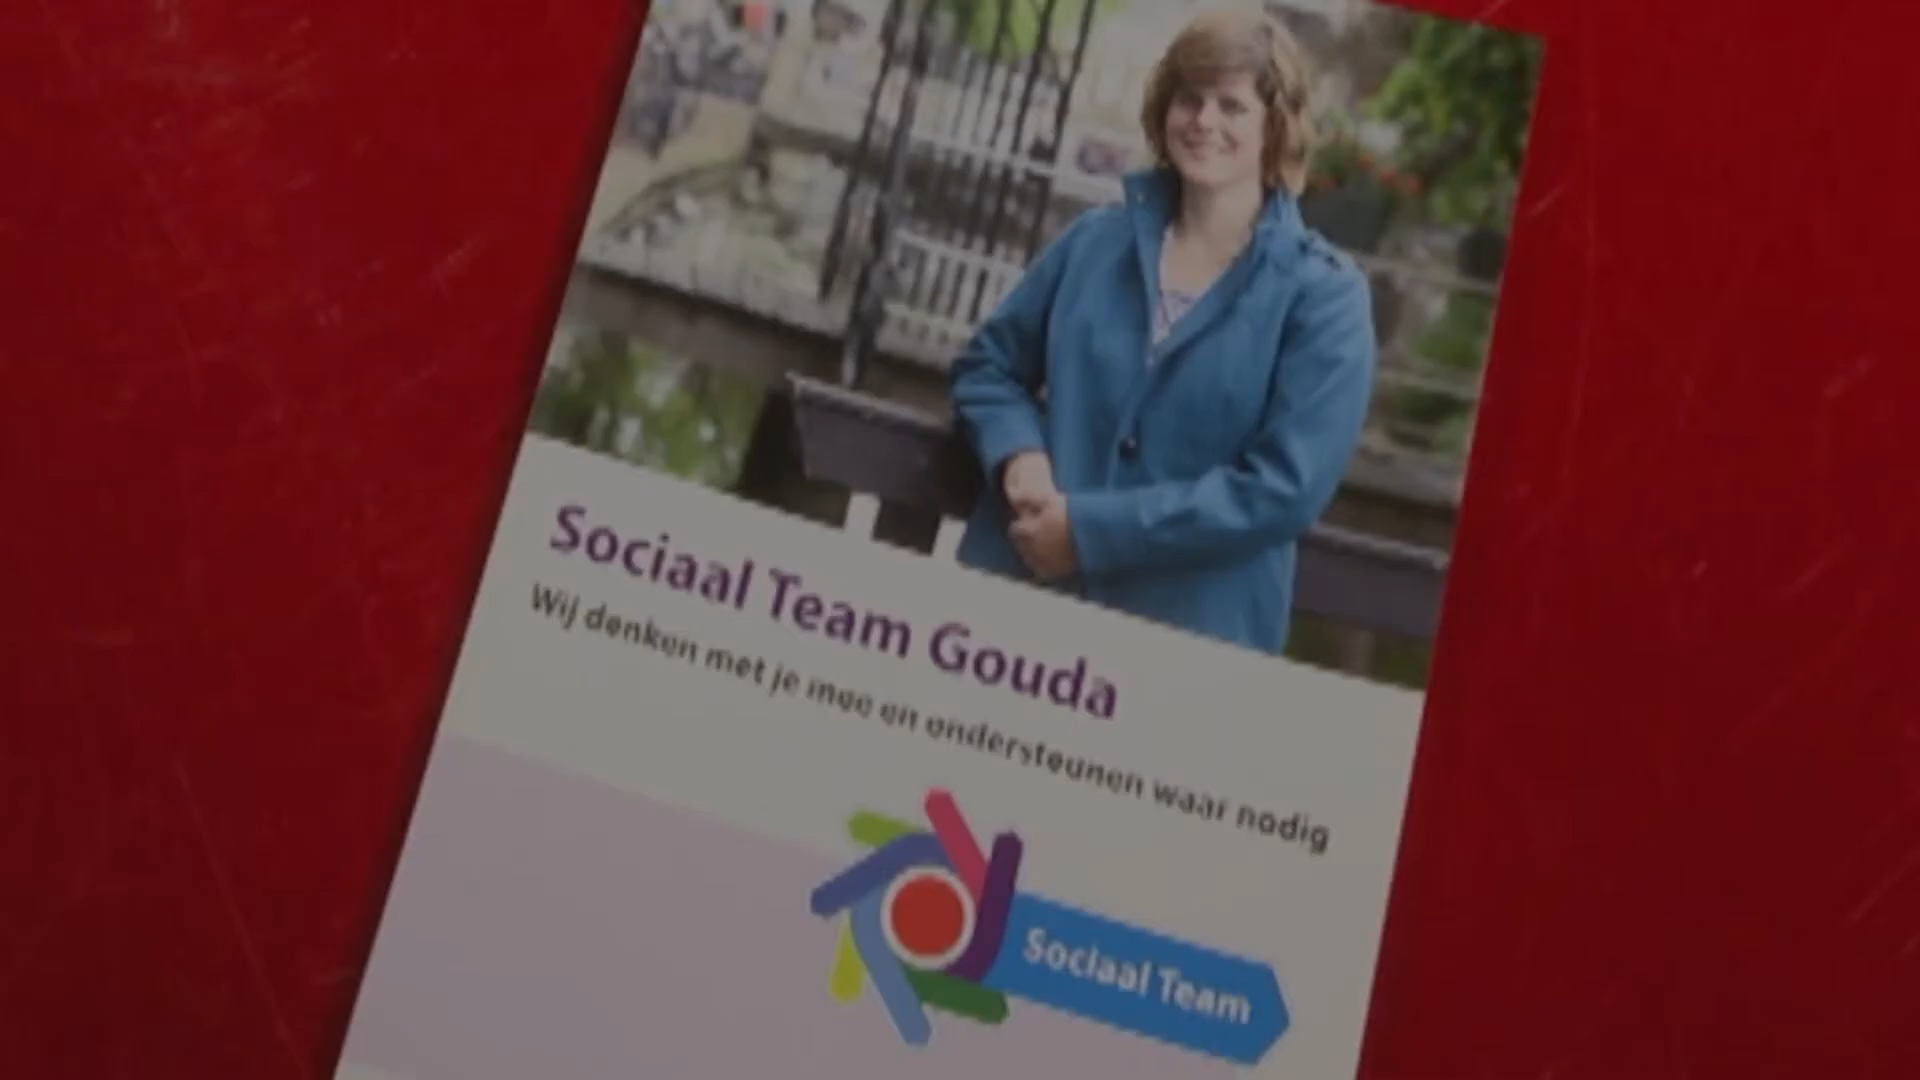 Sociaal Team Gouda
Wij denken met je mee en ondersteunen waar nodig
Sociaal Team